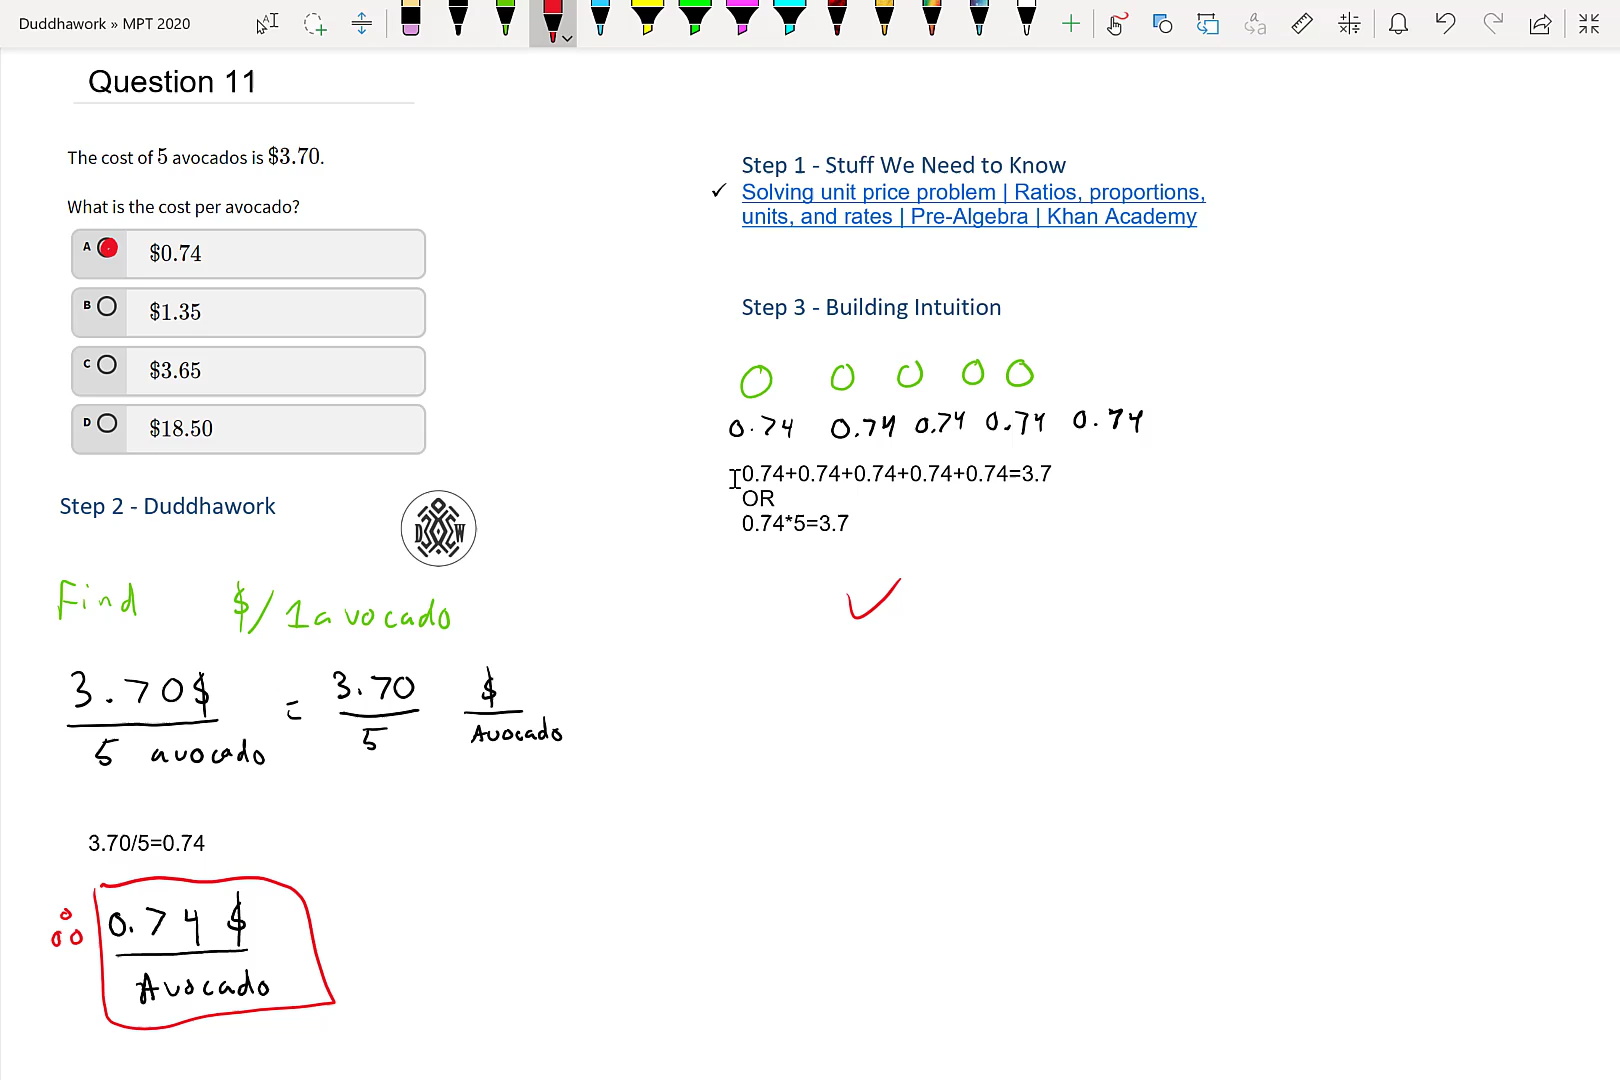 Duddhawork » MPT 2020
Question 11
The cost of 5 avocados is $3.70.
What is the cost per avocado?
A $0.74
B $1.35
C $3.65
D $18.50
Step 2 - Duddhawork
D W
Find $/1avocado
3.70$ = 3.70 $
5 avocado 5 Avocado
3.70/5=0.74
0.74 $
Avocado
Step 1 - Stuff We Need to Know
✓ Solving unit price problem | Ratios, proportions,
units, and rates | Pre-Algebra | Khan Academy
Step 3 - Building Intuition
0.74 0.74 0.74 0.74 0.74
0.74+0.74+0.74+0.74+0.74=3.7
OR
0.74*5=3.7